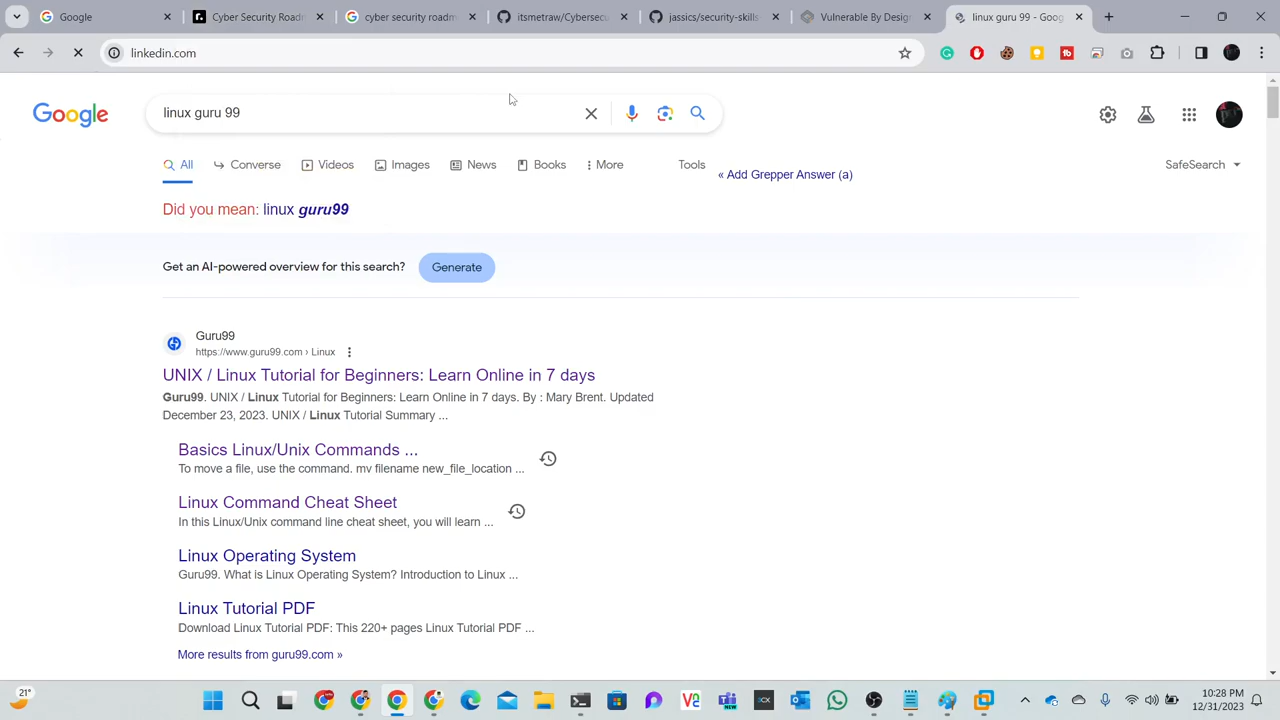 Google
Cyber Security Roadm
cyber security roadm
itsmetraw/Cybersecu
jassics/security-skills
Vulnerable By Design
linux guru 99 - Goog
linkedin.com
Google
linux guru 99
All
Converse
Videos
Images
News
Books
More
Tools
« Add Grepper Answer (a)
SafeSearch
Did you mean: linux guru99
Get an AI-powered overview for this search?
Generate
Guru99
https://www.guru99.com › Linux
UNIX / Linux Tutorial for Beginners: Learn Online in 7 days
Guru99. UNIX / Linux Tutorial for Beginners: Learn Online in 7 days. By : Mary Brent. Updated
December 23, 2023. UNIX / Linux Tutorial Summary ...
Basics Linux/Unix Commands ...
To move a file, use the command. mv filename new_file_location ...
Linux Command Cheat Sheet
In this Linux/Unix command line cheat sheet, you will learn ...
Linux Operating System
Guru99. What is Linux Operating System? Introduction to Linux ...
Linux Tutorial PDF
Download Linux Tutorial PDF: This 220+ pages Linux Tutorial PDF ...
More results from guru99.com »
21°
10:28 PM
12/31/2023